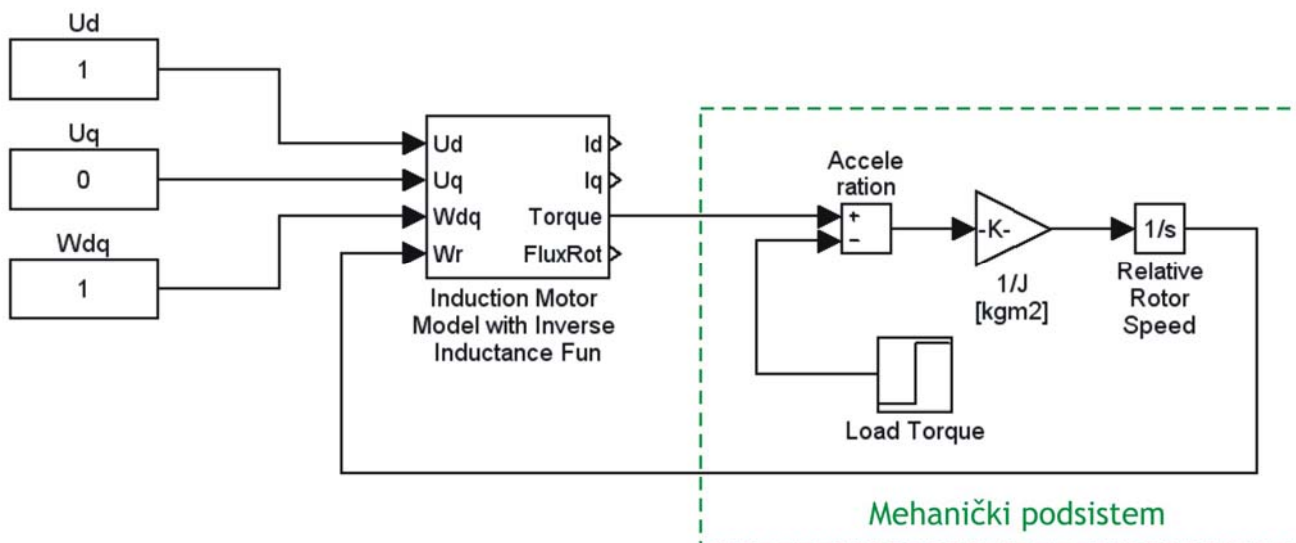 Ud
1
Uq
0
Wdq
1
Ud
Uq
Wdq
Wr
Id
Iq
Torque
FluxRot
Induction Motor
Model with Inverse
Inductance Fun
Accele
ration
+
−
-K-
1/J
[kgm2]
1/s
Relative
Rotor
Speed
Load Torque
Mehanički podsistem